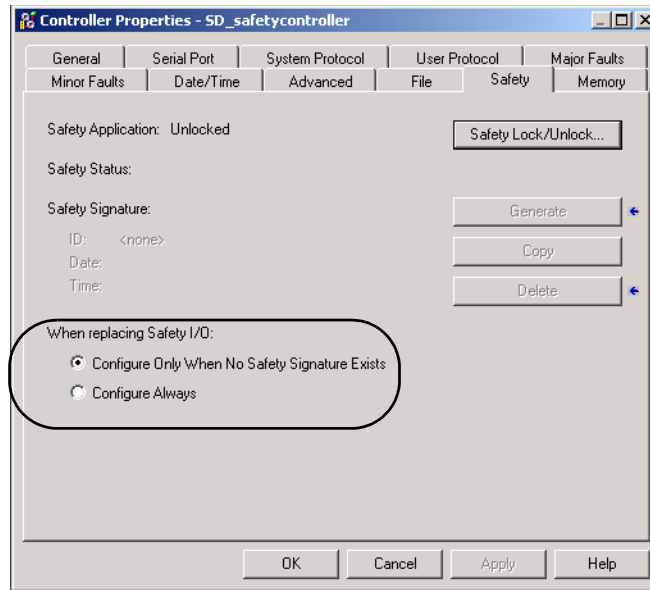 Controller Properties - SD_safetycontroller
General Serial Port System Protocol User Protocol Major Faults
Minor Faults Date/Time Advanced File Safety Memory
Safety Application: Unlocked
Safety Lock/Unlock...
Safety Status:
Safety Signature:
Generate
ID: <none>
Copy
Date:
Time:
Delete
When replacing Safety I/O:
Configure Only When No Safety Signature Exists
Configure Always
OK Cancel Apply Help